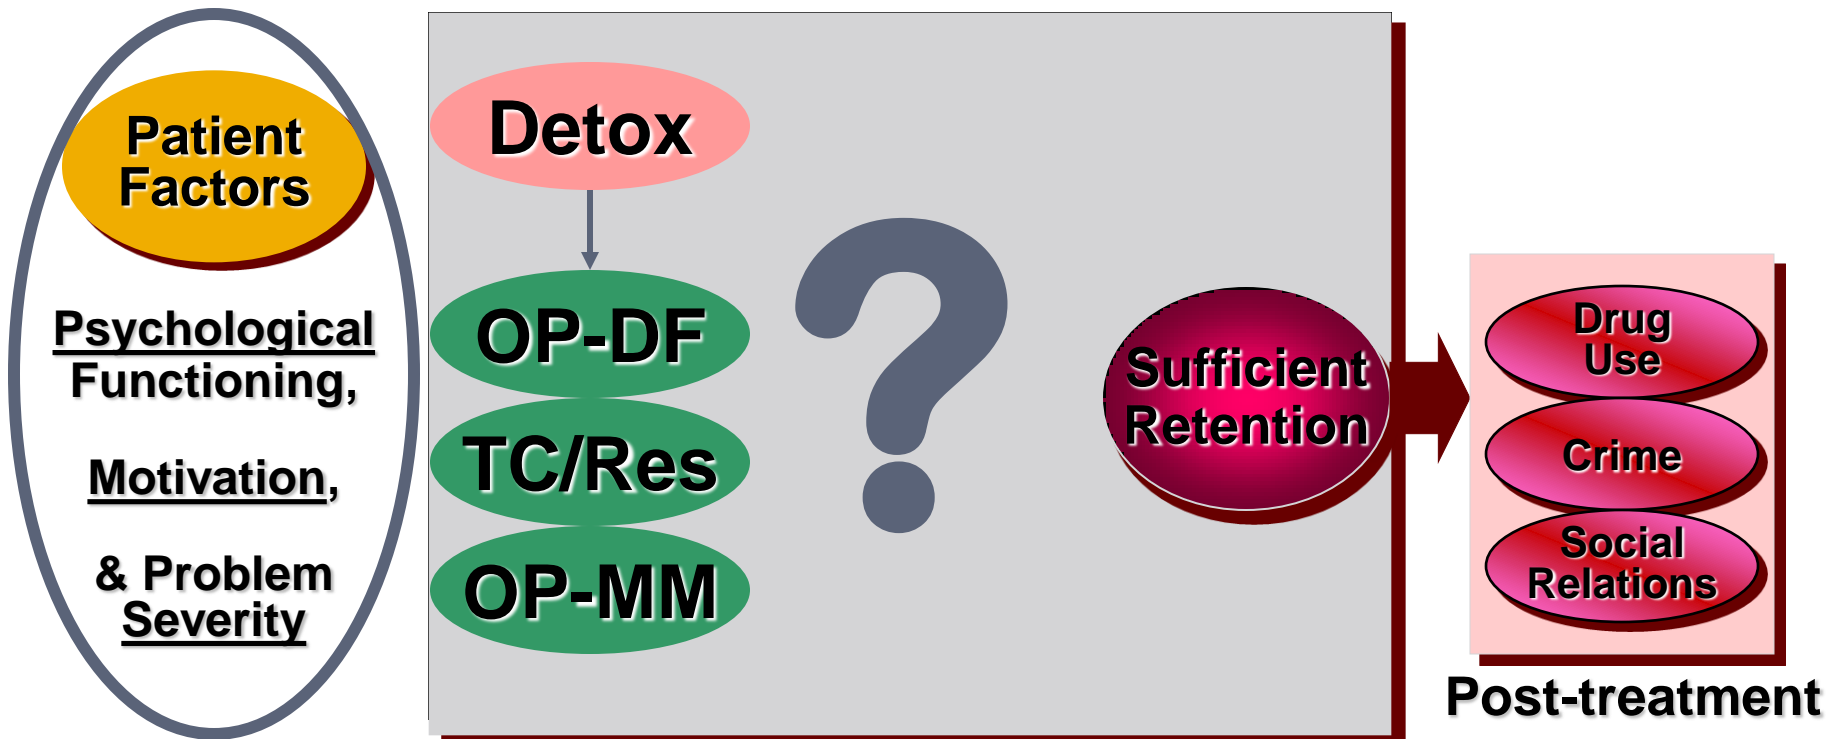 Patient
Factors
Psychological
Functioning,
Motivation,
& Problem
Severity
Detox
OP-DF
TC/Res
OP-MM
?
Sufficient
Retention
Drug
Use
Crime
Social
Relations
Post-treatment